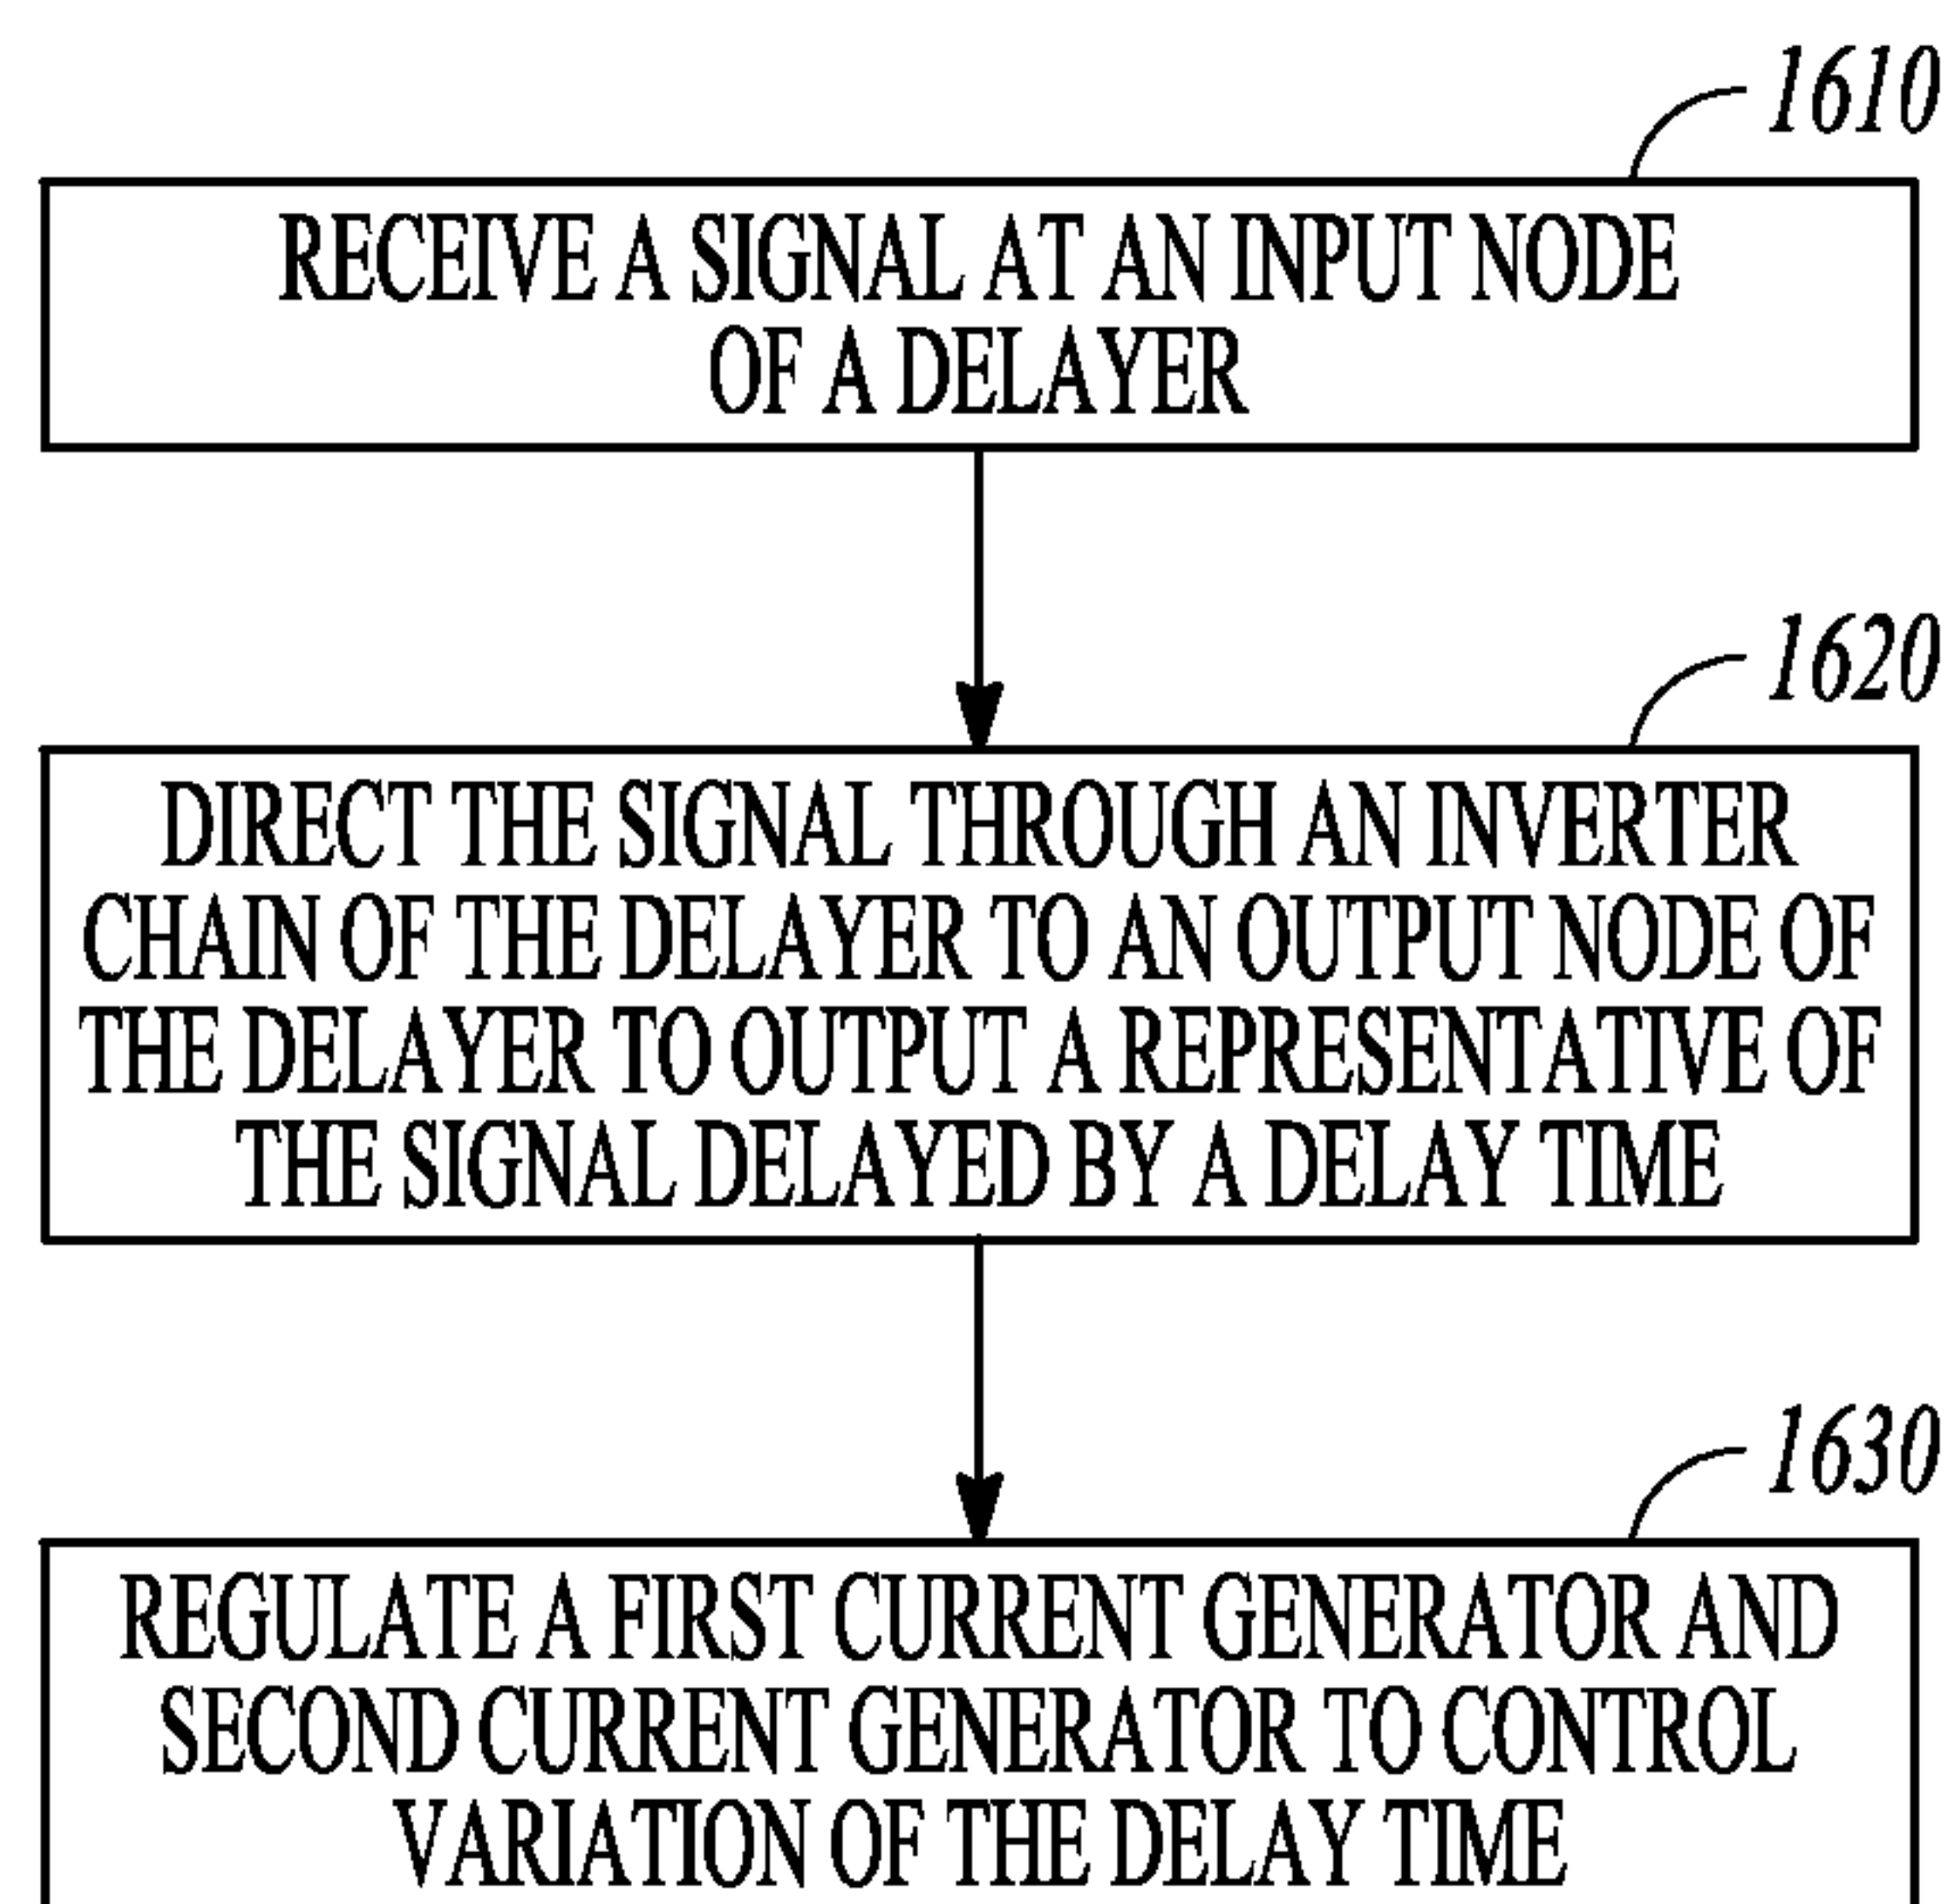 1610
RECEIVE A SIGNAL AT AN INPUT NODE
OF A DELAYER
1620
DIRECT THE SIGNAL THROUGH AN INVERTER
CHAIN OF THE DELAYER TO AN OUTPUT NODE OF
THE DELAYER TO OUTPUT A REPRESENTATIVE OF
THE SIGNAL DELAYED BY A DELAY TIME
1630
REGULATE A FIRST CURRENT GENERATOR AND
SECOND CURRENT GENERATOR TO CONTROL
VARIATION OF THE DELAY TIME